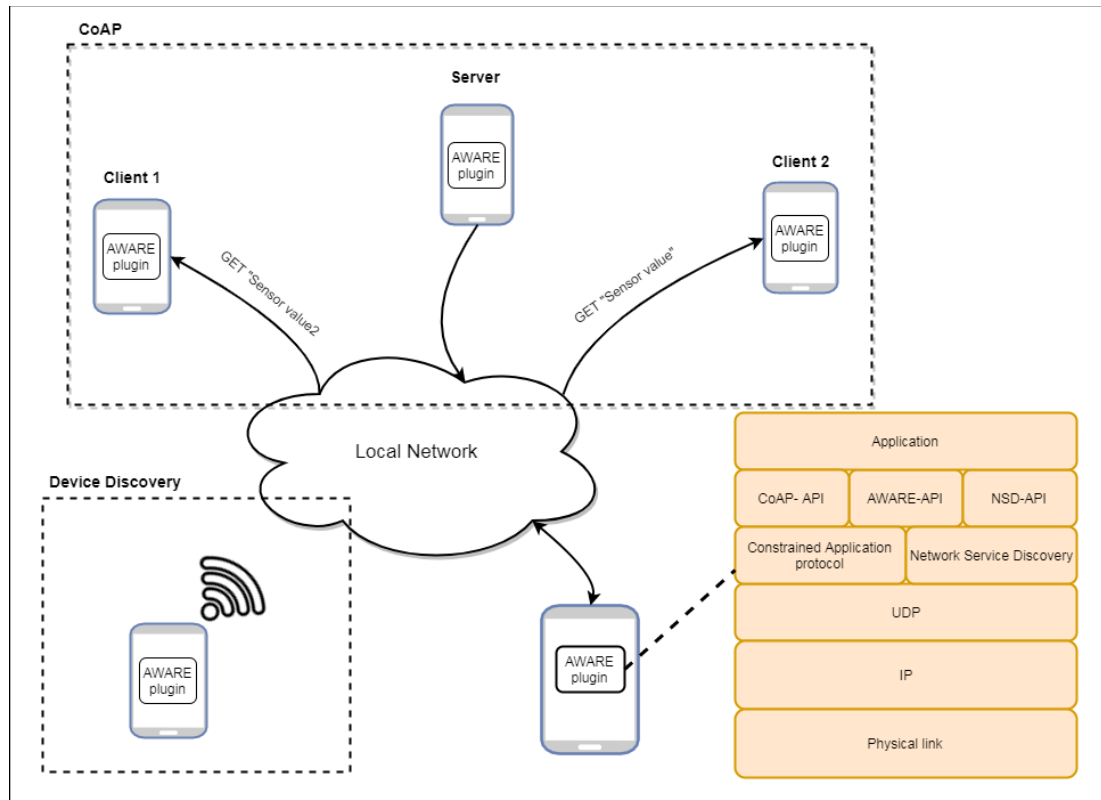 CoAP
Server
AWARE
plugin
Client 1
AWARE
plugin
Client 2
AWARE
plugin
GET "Sensor value2
GET "Sensor value"
Local Network
Application
CoAP- API
AWARE-API
NSD-API
Constrained Application
protocol
Network Service Discovery
UDP
IP
Physical link
Device Discovery
AWARE
plugin
AWARE
plugin